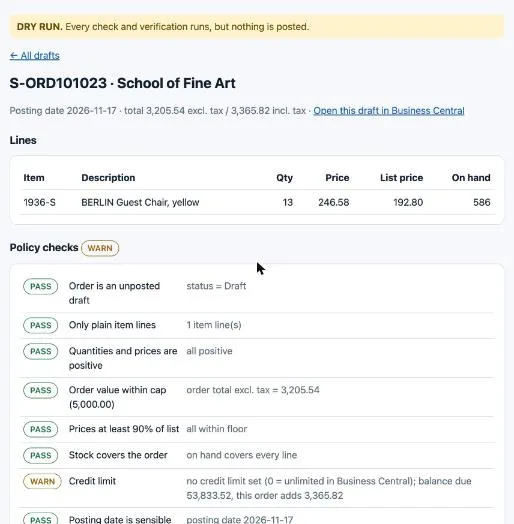 DRY RUN. Every check and verification runs, but nothing is posted.
← All drafts
S-ORD101023 · School of Fine Art
Posting date 2026-11-17 · total 3,205.54 excl. tax / 3,365.82 incl. tax · Open this draft in Business Central
Lines
Item Description Qty Price List price On hand
1936-S BERLIN Guest Chair, yellow 13 246.58 192.80 586
Policy checks WARN
PASS Order is an unposted draft status = Draft
PASS Only plain item lines 1 item line(s)
PASS Quantities and prices are positive all positive
PASS Order value within cap (5,000.00) order total excl. tax = 3,205.54
PASS Prices at least 90% of list all within floor
PASS Stock covers the order on hand covers every line
WARN Credit limit no credit limit set (0 = unlimited in Business Central); balance due 53,833.52, this order adds 3,365.82
PASS Posting date is sensible posting date 2026-11-17